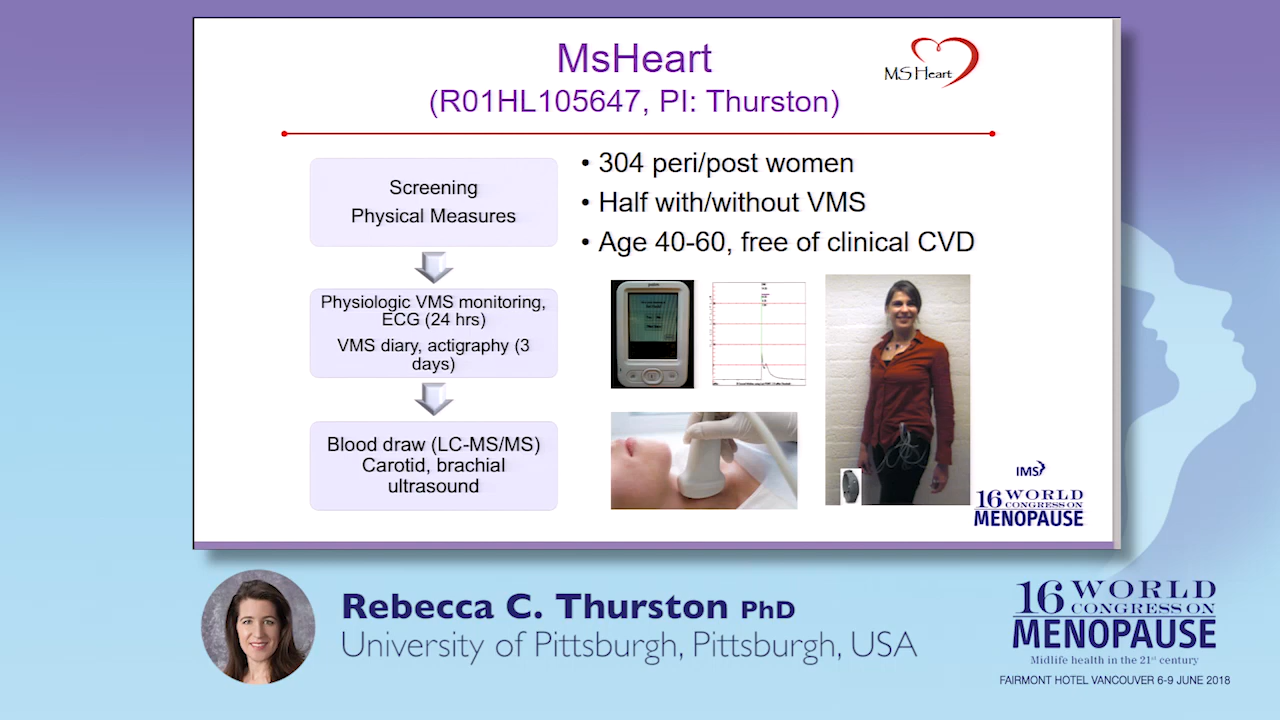 MsHeart
(R01HL105647, PI: Thurston)
MS Heart
Screening
Physical Measures
Physiologic VMS monitoring,
ECG (24 hrs)
VMS diary, actigraphy (3
days)
Blood draw (LC-MS/MS)
Carotid, brachial
ultrasound
• 304 peri/post women
• Half with/without VMS
• Age 40-60, free of clinical CVD
IMS
16 WORLD
CONGRESS ON
MENOPAUSE
Rebecca C. Thurston PhD
University of Pittsburgh, Pittsburgh, USA
16 WORLD
CONGRESS ON
MENOPAUSE
Midlife health in the 21st century
FAIRMONT HOTEL VANCOUVER 6-9 JUNE 2018